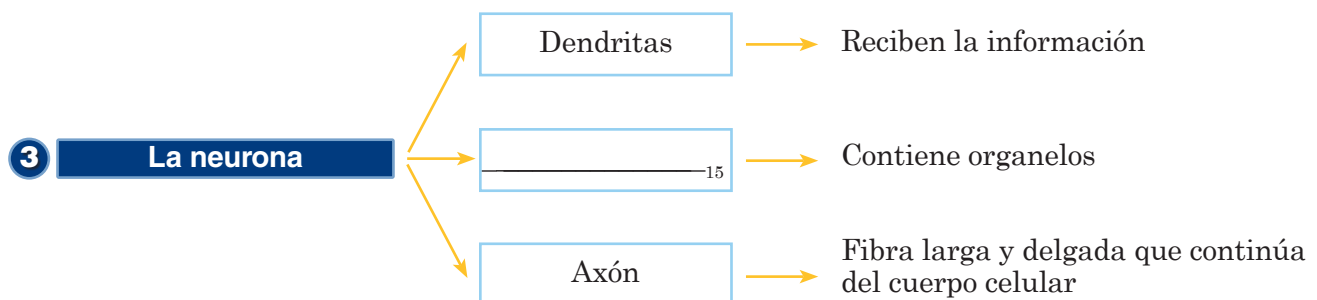 Dendritas
Reciben la información
3
La neurona
15
Contiene organelos
Axón
Fibra larga y delgada que continúa
del cuerpo celular